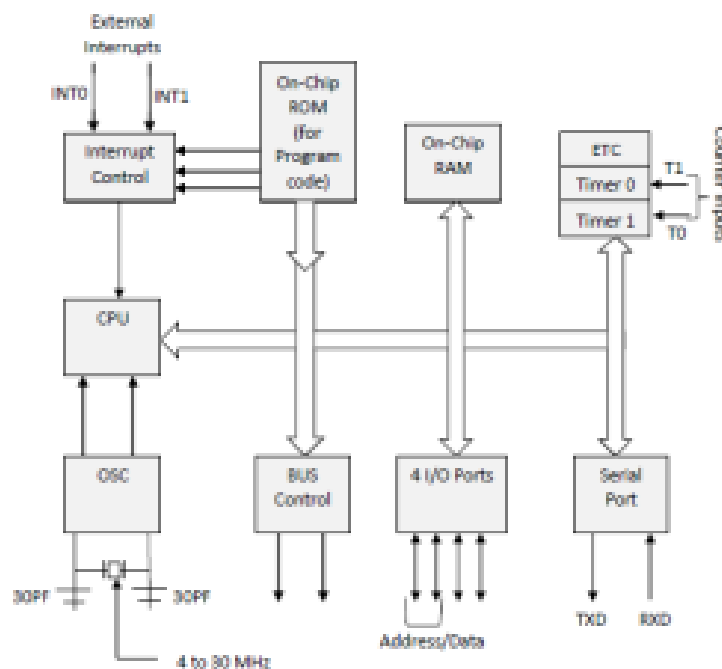 External
Interrupts
INT0
INT1
Interrupt
Control
On-Chip
ROM
(for
Program
code)
On-Chip
RAM
ETC
Timer 0
Timer 1
T1
T0
Counter Inputs
CPU
OSC
BUS
Control
4 I/O Ports
Serial
Port
30PF
30PF
4 to 30 MHz
Address/Data
TXD
RXD